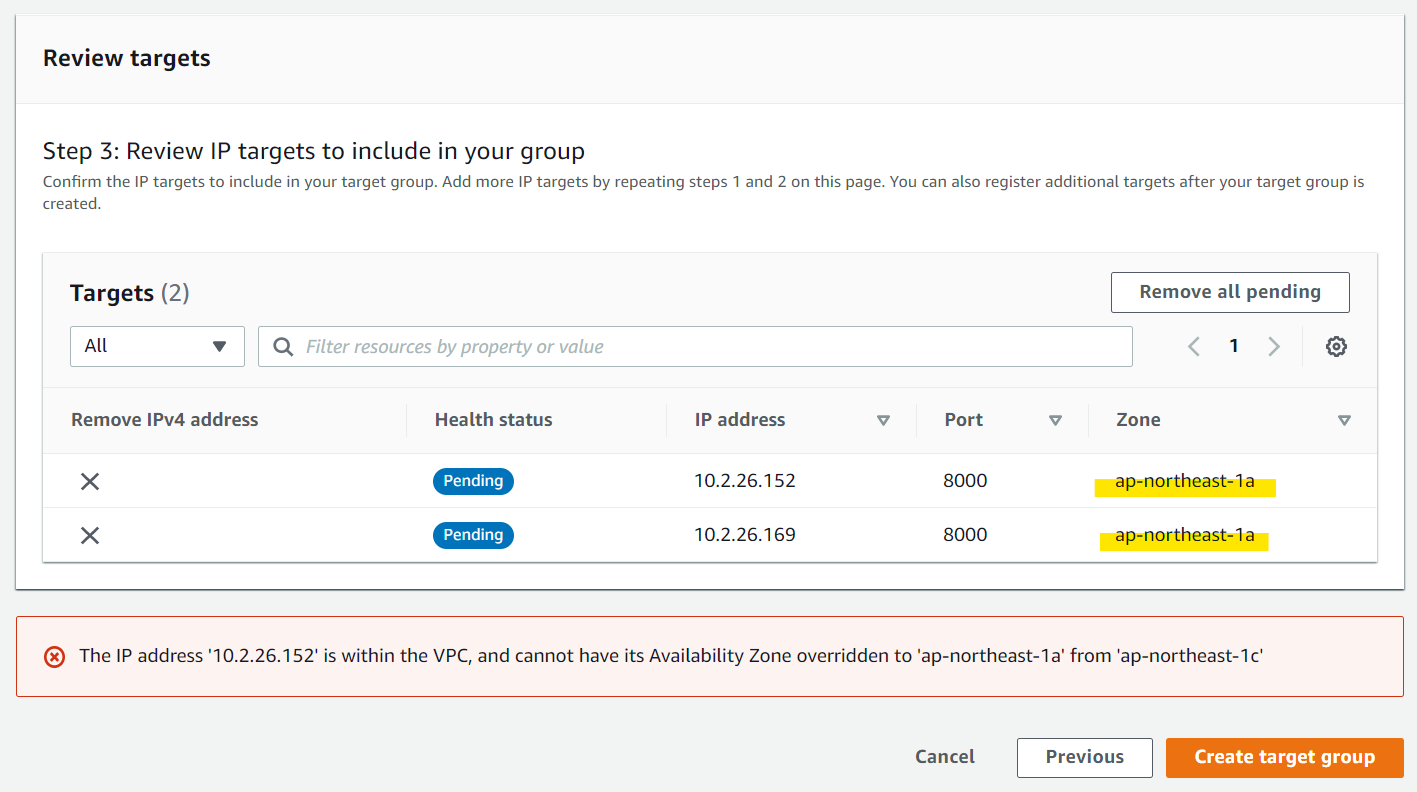 Review targets
Step 3: Review IP targets to include in your group
Confirm the IP targets to include in your target group. Add more IP targets by repeating steps 1 and 2 on this page. You can also register additional targets after your target group is
created.
Targets (2)
Remove all pending
All
Filter resources by property or value
1
Remove IPv4 address Health status IP address Port Zone
Pending 10.2.26.152 8000 ap-northeast-1a
Pending 10.2.26.169 8000 ap-northeast-1a
The IP address '10.2.26.152' is within the VPC, and cannot have its Availability Zone overridden to 'ap-northeast-1a' from 'ap-northeast-1c'
Cancel Previous Create target group